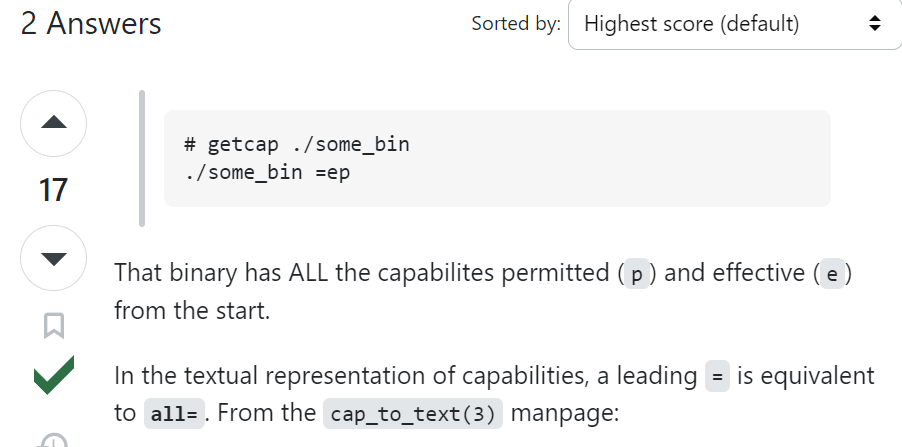 2 Answers
Sorted by: Highest score (default)
# getcap ./some_bin
./some_bin =ep
17
That binary has ALL the capabilites permitted ( p ) and effective ( e )
from the start.
In the textual representation of capabilities, a leading = is equivalent
to all= . From the cap_to_text(3) manpage: